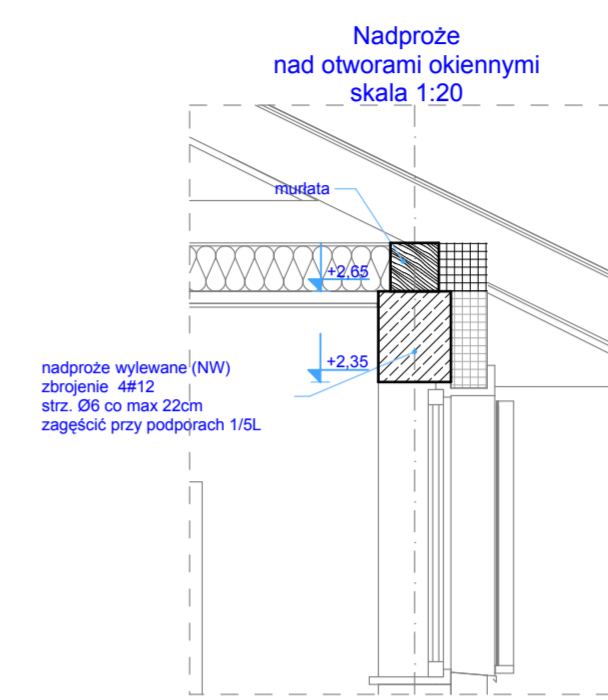 Nadproże
nad otworami okiennymi
skala 1:20
murłata
+2,65
+2,35
nadproże wylewane (NW)
zbrojenie 4#12
strz. Ø6 co max 22cm
zagęścić przy podporach 1/5L